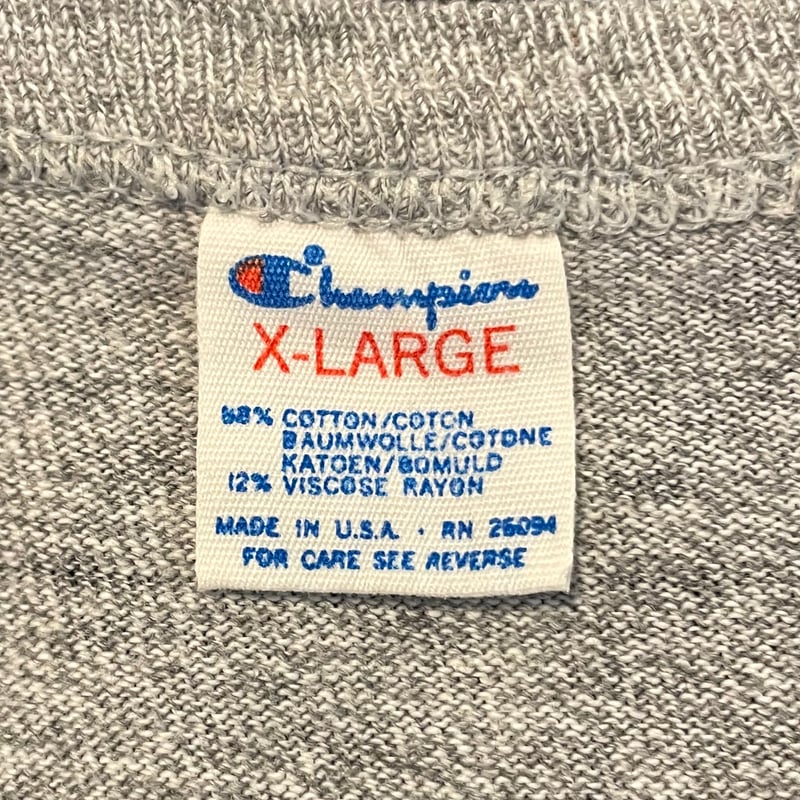 Champion
X-LARGE
88% COTTON/COTON
BAUMWOLLE/COTONE
KATOEN/BOMULD
12% VISCOSE RAYON
MADE IN U.S.A. · RN 26094
FOR CARE SEE REVERSE